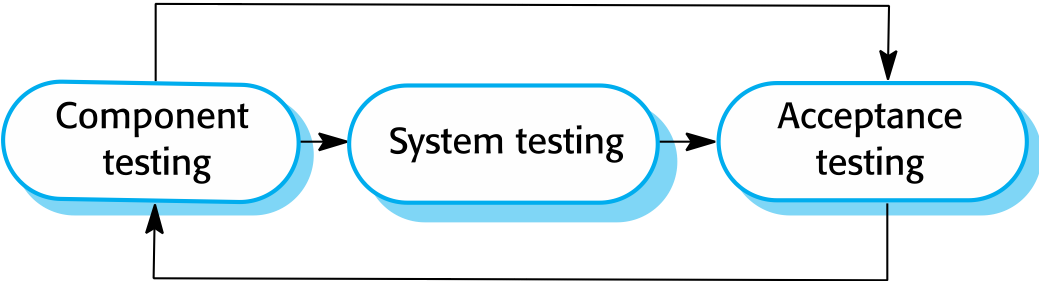 Component
testing
System testing
Acceptance
testing